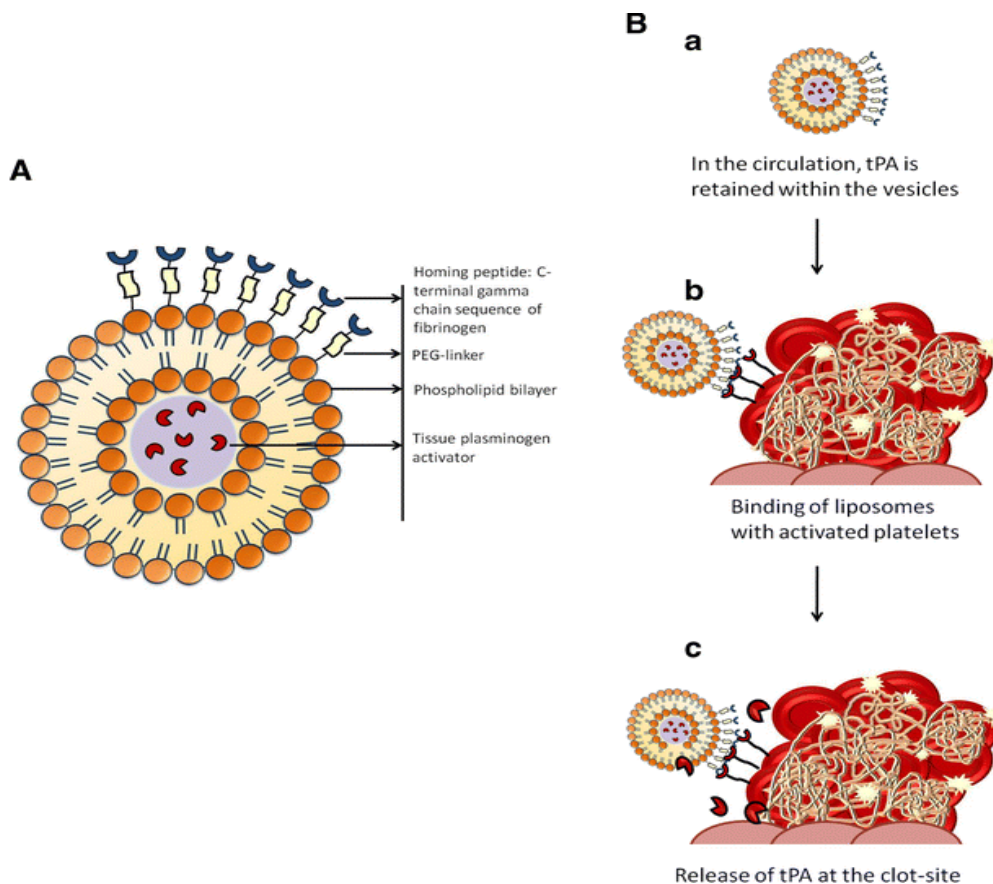 A
Homing peptide: C-
terminal gamma
chain sequence of
fibrinogen
PEG-linker
Phospholipid bilayer
Tissue plasminogen
activator
B
a
In the circulation, tPA is
retained within the vesicles
b
Binding of liposomes
with activated platelets
c
Release of tPA at the clot-site